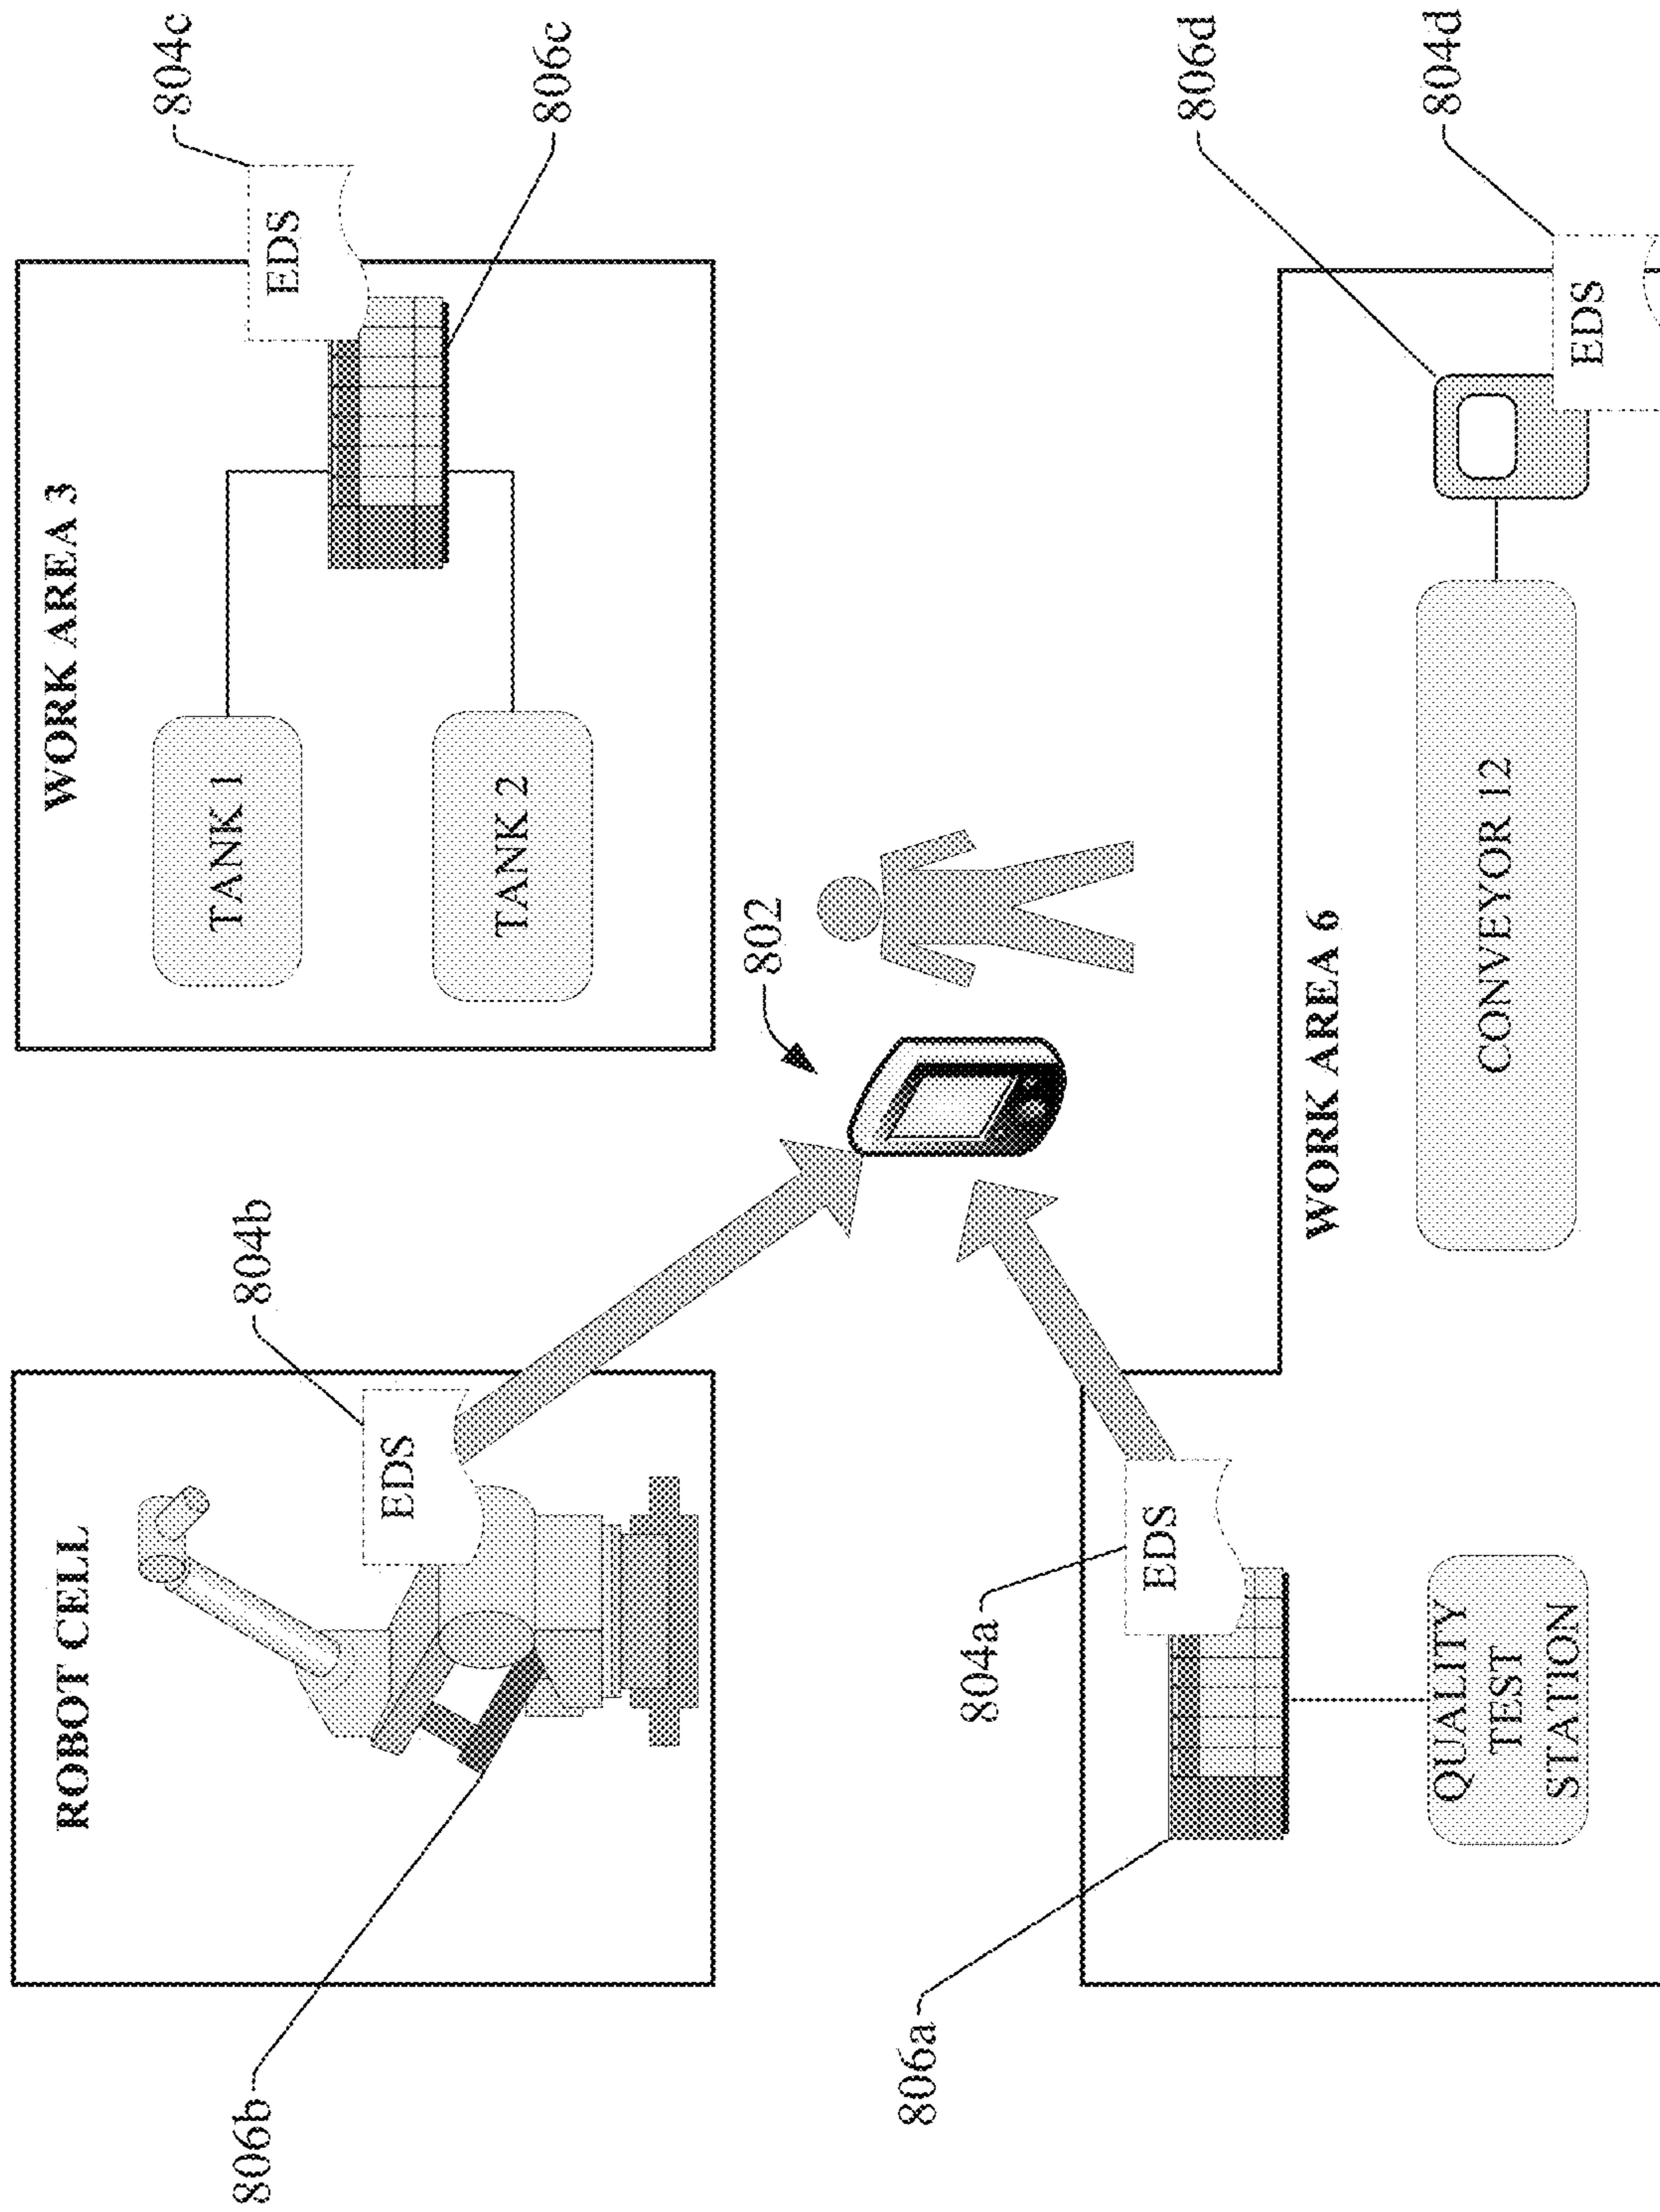 806b
ROBOT CELL
EDS
804b
WORK AREA 3
TANK 1
TANK 2
EDS
804c
806c
802
806a
804a
EDS
QUALITY
TEST
STATION
WORK AREA 6
CONVEYOR 12
806d
EDS
804d